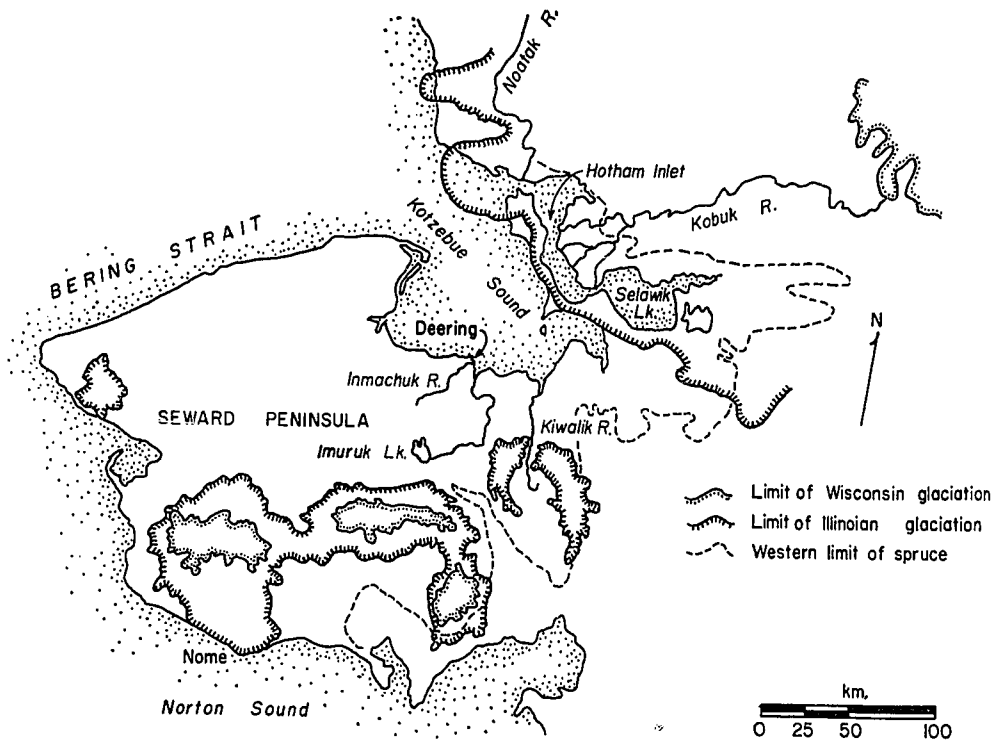 Noatak R.
Hotham Inlet
Kobuk R.
Kotzebue Sound
BERING STRAIT
Selawik
Lk.
N
Deering
Inmachuk R.
SEWARD PENINSULA
Kiwalik R.
Imuruk Lk.
Limit of Wisconsin glaciation
Limit of Illinoian glaciation
Western limit of spruce
Nome
Norton Sound
km.
0 25 50 100